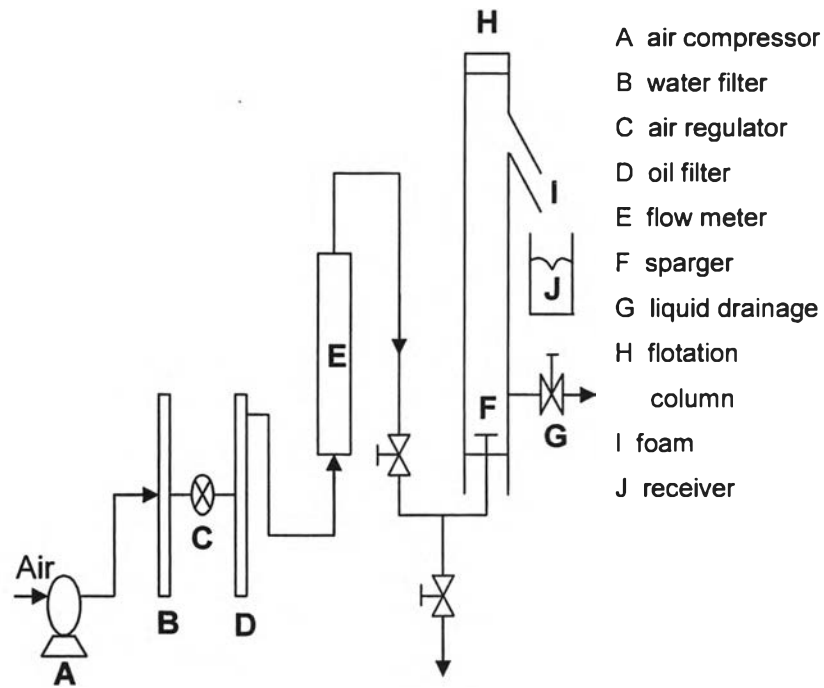 H
A air compressor
B water filter
C air regulator
D oil filter
E flow meter
F sparger
G liquid drainage
H flotation
column
I foam
J receiver
I
J
E
F
G
C
Air
B
D
A